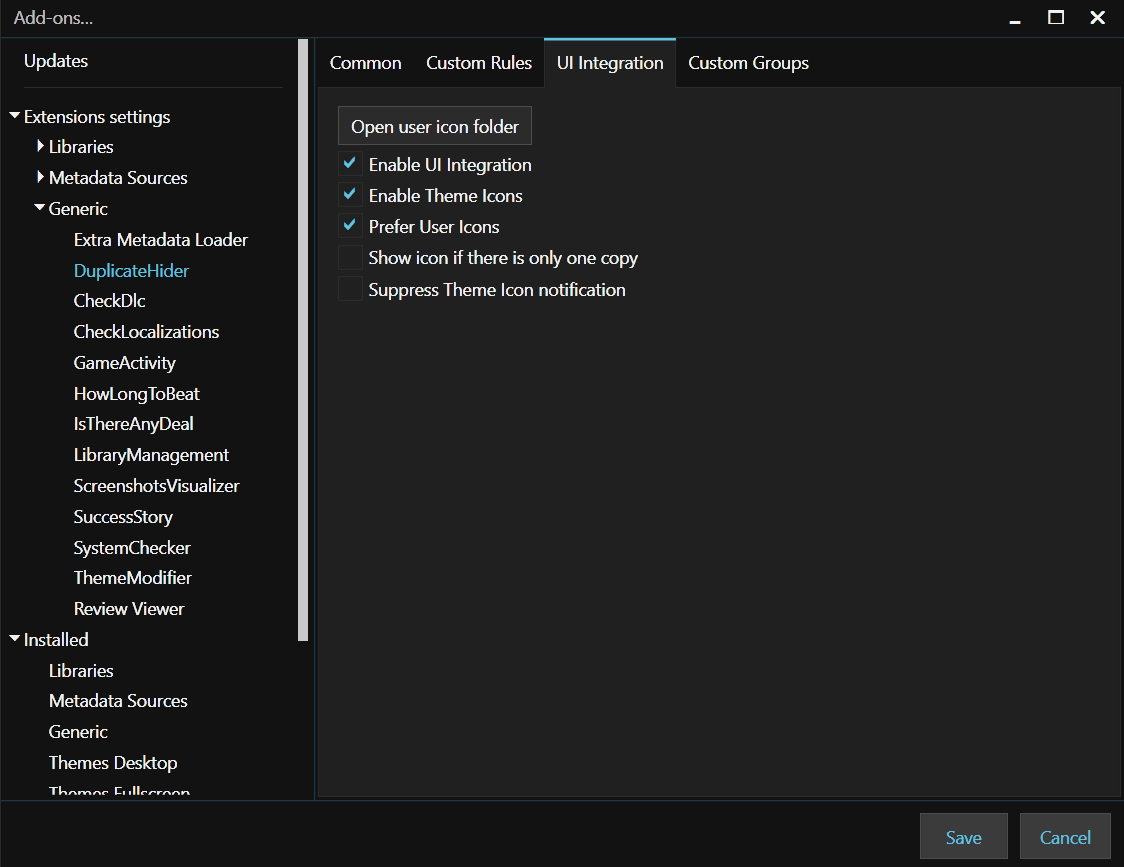 Add-ons...
Updates
Extensions settings
Libraries
Metadata Sources
Generic
Extra Metadata Loader
DuplicateHider
CheckDlc
CheckLocalizations
GameActivity
HowLongToBeat
IsThereAnyDeal
LibraryManagement
ScreenshotsVisualizer
SuccessStory
SystemChecker
ThemeModifier
Review Viewer
Installed
Libraries
Metadata Sources
Generic
Themes Desktop
Themes Fullscreen
Common Custom Rules UI Integration Custom Groups
Open user icon folder
Enable UI Integration
Enable Theme Icons
Prefer User Icons
Show icon if there is only one copy
Suppress Theme Icon notification
Save Cancel